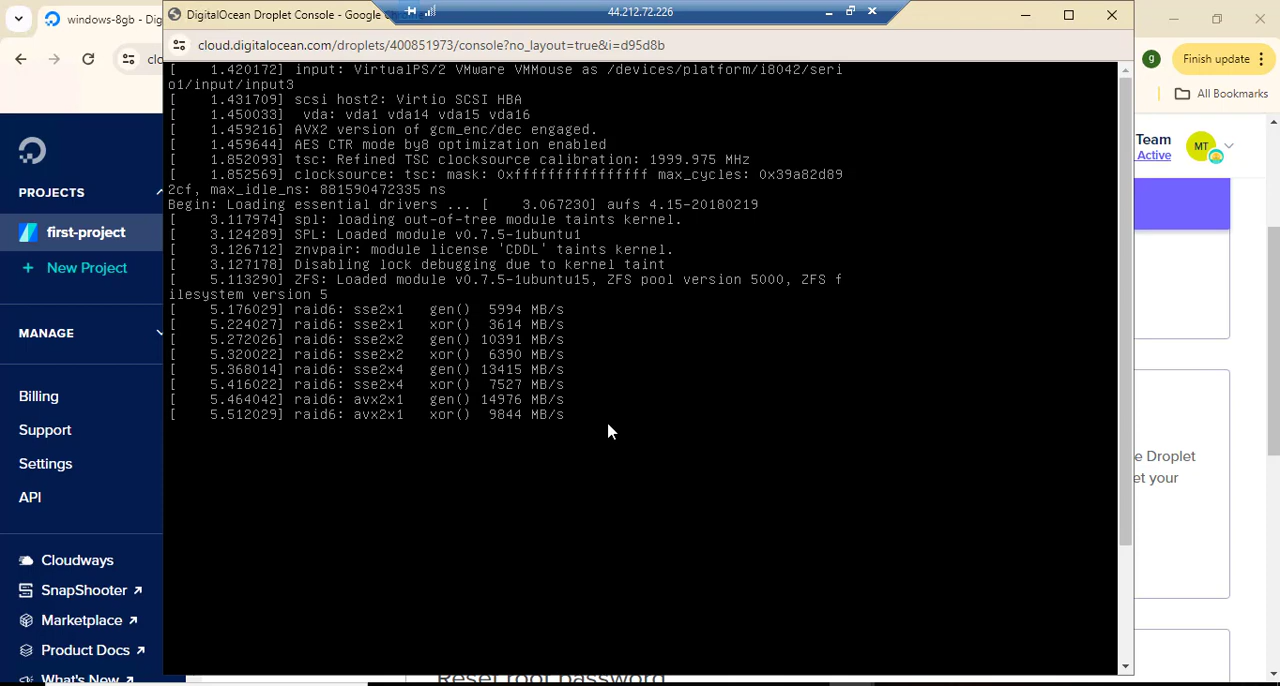 windows-8gb - Dig
DigitalOcean Droplet Console - Google
44.212.72.226
clo
cloud.digitalocean.com/droplets/400851973/console?no_layout=true&i=d95d8b
g
Finish update
All Bookmarks
[    1.420172] input: VirtualPS/2 VMware VMMouse as /devices/platform/i8042/seri
o1/input/input3
[    1.431709] scsi host2: Virtio SCSI HBA
[    1.450033]  vda: vda1 vda14 vda15 vda16
[    1.459216] AVX2 version of gcm_enc/dec engaged.
[    1.459644] AES CTR mode by8 optimization enabled
[    1.852093] tsc: Refined TSC clocksource calibration: 1999.975 MHz
[    1.852569] clocksource: tsc: mask: 0xffffffffffffffff max_cycles: 0x39a82d89
2cf, max_idle_ns: 881590472335 ns
Begin: Loading essential drivers ... [    3.067230] aufs 4.15-20180219
[    3.117974] spl: loading out-of-tree module taints kernel.
[    3.124289] SPL: Loaded module v0.7.5-1ubuntu1
[    3.126712] znvpair: module license 'CDDL' taints kernel.
[    3.127178] Disabling lock debugging due to kernel taint
[    5.113290] ZFS: Loaded module v0.7.5-1ubuntu15, ZFS pool version 5000, ZFS f
ilesystem version 5
[    5.176029] raid6: sse2x1   gen()  5994 MB/s
[    5.224027] raid6: sse2x1   xor()  3614 MB/s
[    5.272026] raid6: sse2x2   gen() 10391 MB/s
[    5.320022] raid6: sse2x2   xor()  6390 MB/s
[    5.368014] raid6: sse2x4   gen() 13415 MB/s
[    5.416022] raid6: sse2x4   xor()  7527 MB/s
[    5.464042] raid6: avx2x1   gen() 14976 MB/s
[    5.512029] raid6: avx2x1   xor()  9844 MB/s
PROJECTS
first-project
+ New Project
MANAGE
Billing
Support
Settings
API
Cloudways
SnapShooter ↗
Marketplace ↗
Product Docs ↗
What's New ↗
Team
Active
MT
e Droplet
et your
Reset root password